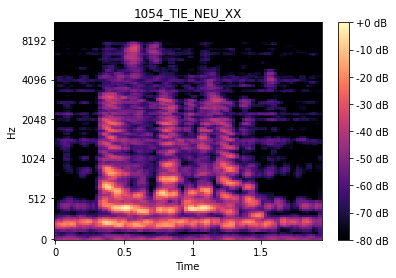 1054_TIE_NEU_XX
Hz
8192
4096
2048
1024
512
0
0
0.5
1
1.5
Time
+0 dB
-10 dB
-20 dB
-30 dB
-40 dB
-50 dB
-60 dB
-70 dB
-80 dB